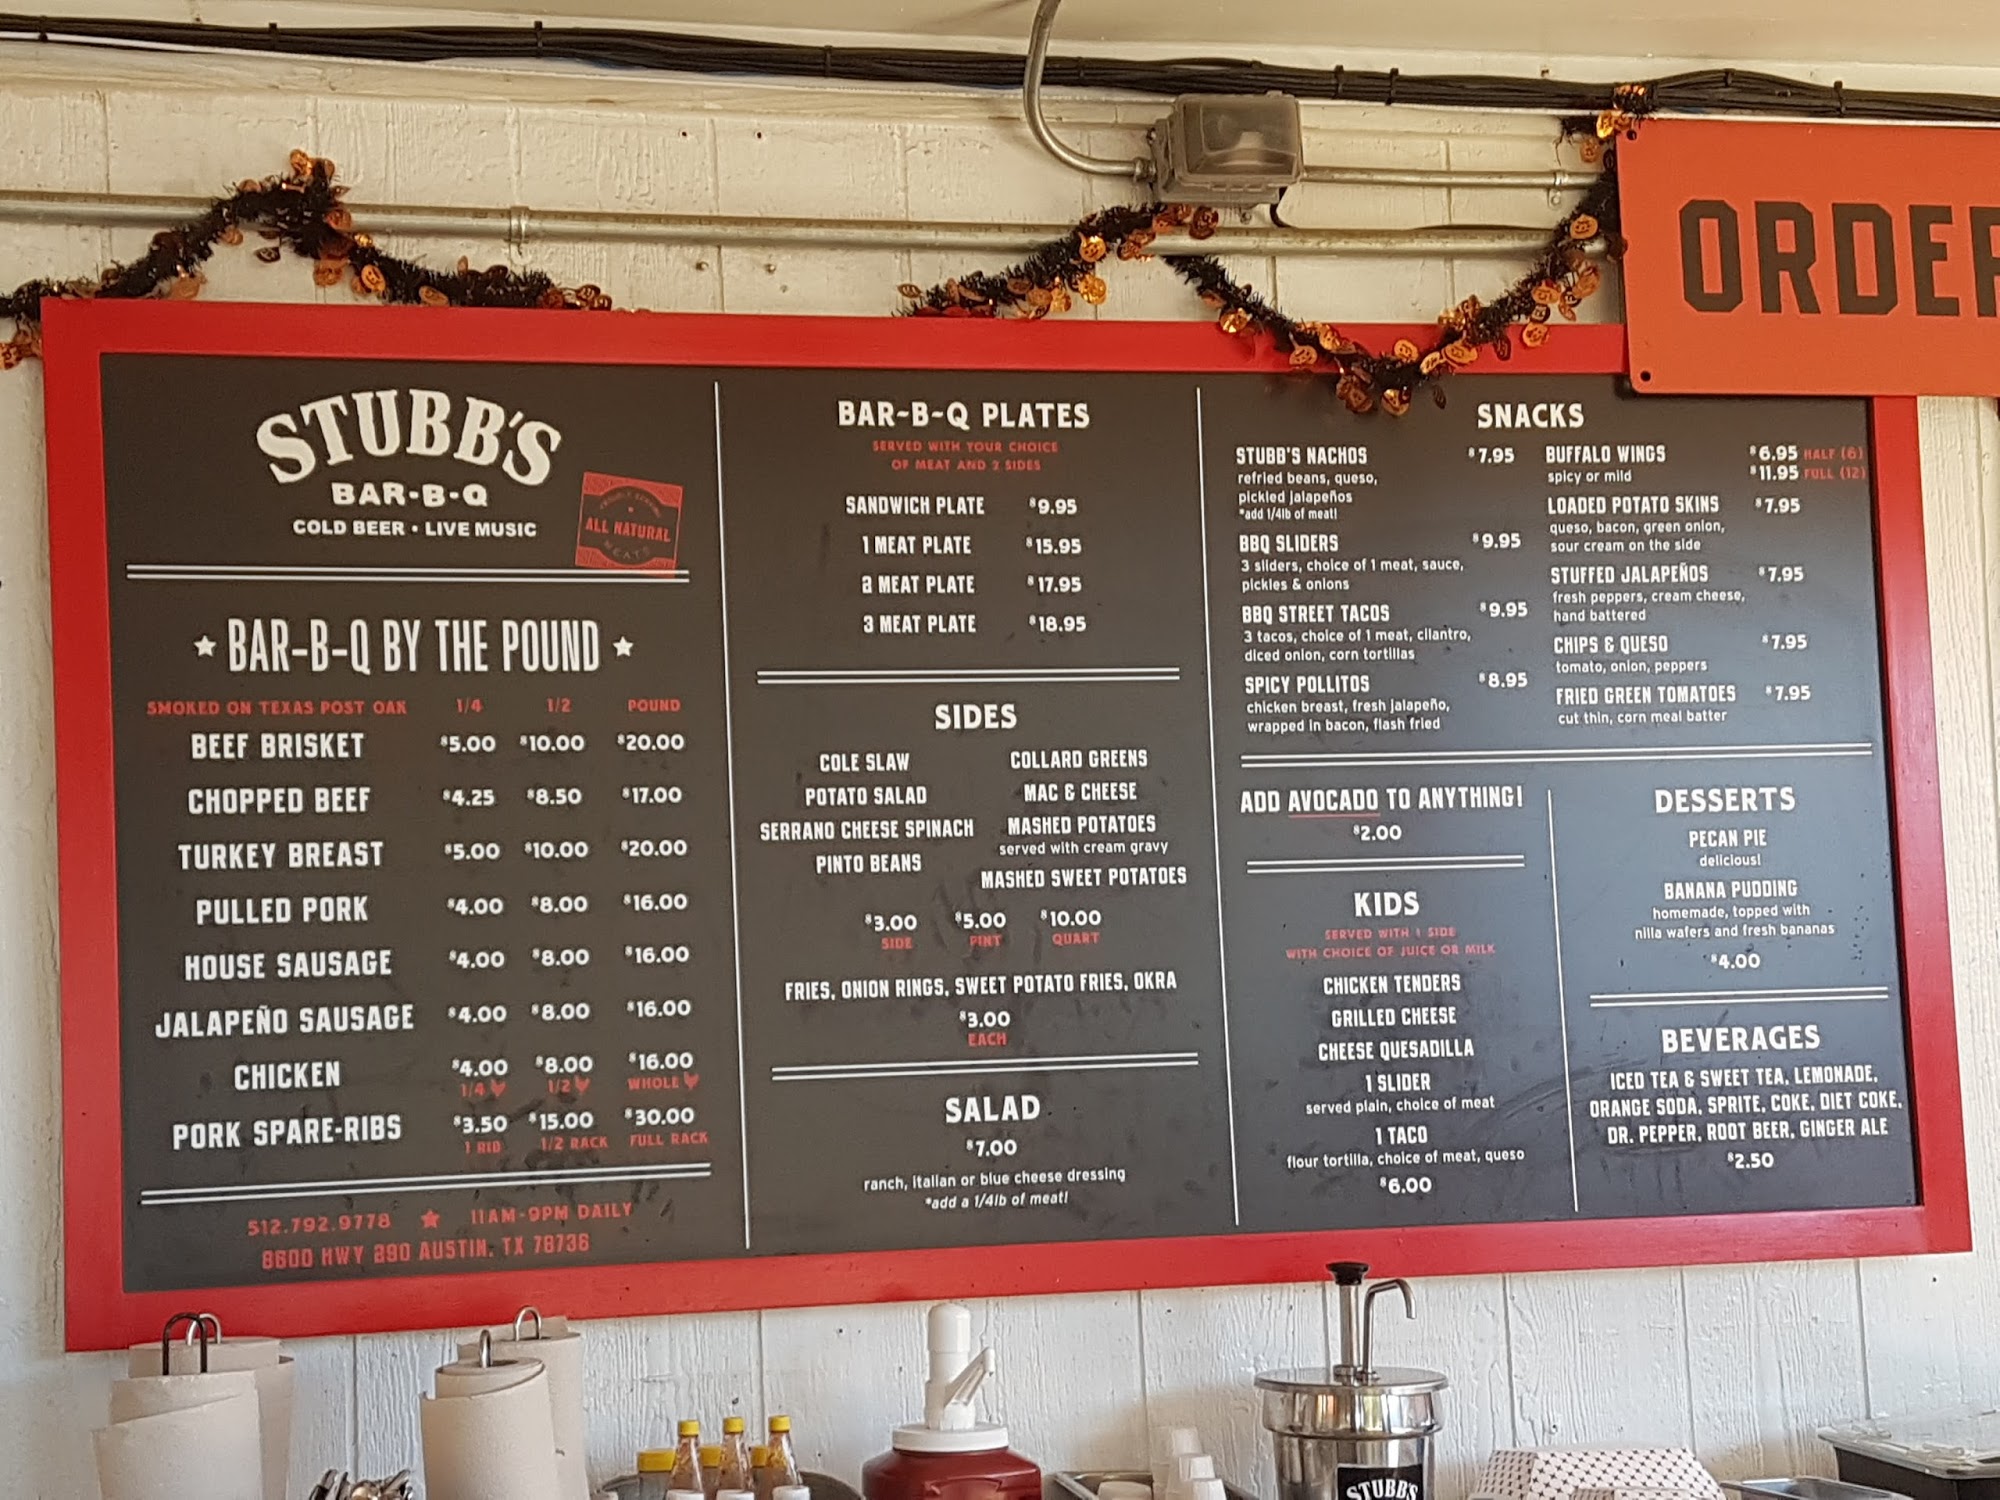 ORDER
STUBB'S
BAR-B-Q
COLD BEER • LIVE MUSIC
ALL NATURAL
MEATS
★ BAR-B-Q BY THE POUND ★
SMOKED ON TEXAS POST OAK 1/4 1/2 POUND
BEEF BRISKET $5.00 $10.00 $20.00
CHOPPED BEEF $4.25 $8.50 $17.00
TURKEY BREAST $5.00 $10.00 $20.00
PULLED PORK $4.00 $8.00 $16.00
HOUSE SAUSAGE $4.00 $8.00 $16.00
JALAPEÑO SAUSAGE $4.00 $8.00 $16.00
CHICKEN $4.00 $8.00 $16.00
1/4 1/2 WHOLE
PORK SPARE-RIBS $3.50 $15.00 $30.00
1 RIB 1/2 RACK FULL RACK
512.792.9778 ★ 11AM-9PM DAILY
8600 HWY 290 AUSTIN, TX 78736
BAR-B-Q PLATES
SERVED WITH YOUR CHOICE
OF MEAT AND 2 SIDES
SANDWICH PLATE $9.95
1 MEAT PLATE $15.95
2 MEAT PLATE $17.95
3 MEAT PLATE $18.95
SIDES
COLE SLAW
POTATO SALAD
SERRANO CHEESE SPINACH
PINTO BEANS
COLLARD GREENS
MAC & CHEESE
MASHED POTATOES
served with cream gravy
MASHED SWEET POTATOES
$3.00 $5.00 $10.00
SIDE PINT QUART
FRIES, ONION RINGS, SWEET POTATO FRIES, OKRA
$3.00
EACH
SALAD
$7.00
ranch, italian or blue cheese dressing
*add a 1/4lb of meat!
SNACKS
STUBB'S NACHOS $7.95
refried beans, queso,
pickled jalapeños
*add 1/4lb of meat!
BBQ SLIDERS $9.95
3 sliders, choice of 1 meat, sauce,
pickles & onions
BBQ STREET TACOS $9.95
3 tacos, choice of 1 meat, cilantro,
diced onion, corn tortillas
SPICY POLLITOS $8.95
chicken breast, fresh jalapeño,
wrapped in bacon, flash fried
BUFFALO WINGS $6.95 HALF (6)
spicy or mild $11.95 FULL (12)
LOADED POTATO SKINS $7.95
queso, bacon, green onion,
sour cream on the side
STUFFED JALAPEÑOS $7.95
fresh peppers, cream cheese,
hand battered
CHIPS & QUESO $7.95
tomato, onion, peppers
FRIED GREEN TOMATOES $7.95
cut thin, corn meal batter
ADD AVOCADO TO ANYTHING!
$2.00
KIDS
SERVED WITH 1 SIDE
WITH CHOICE OF JUICE OR MILK
CHICKEN TENDERS
GRILLED CHEESE
CHEESE QUESADILLA
1 SLIDER
served plain, choice of meat
1 TACO
flour tortilla, choice of meat, queso
$6.00
DESSERTS
PECAN PIE
delicious!
BANANA PUDDING
homemade, topped with
nilla wafers and fresh bananas
$4.00
BEVERAGES
ICED TEA & SWEET TEA, LEMONADE,
ORANGE SODA, SPRITE, COKE, DIET COKE,
DR. PEPPER, ROOT BEER, GINGER ALE
$2.50
STUBB'S